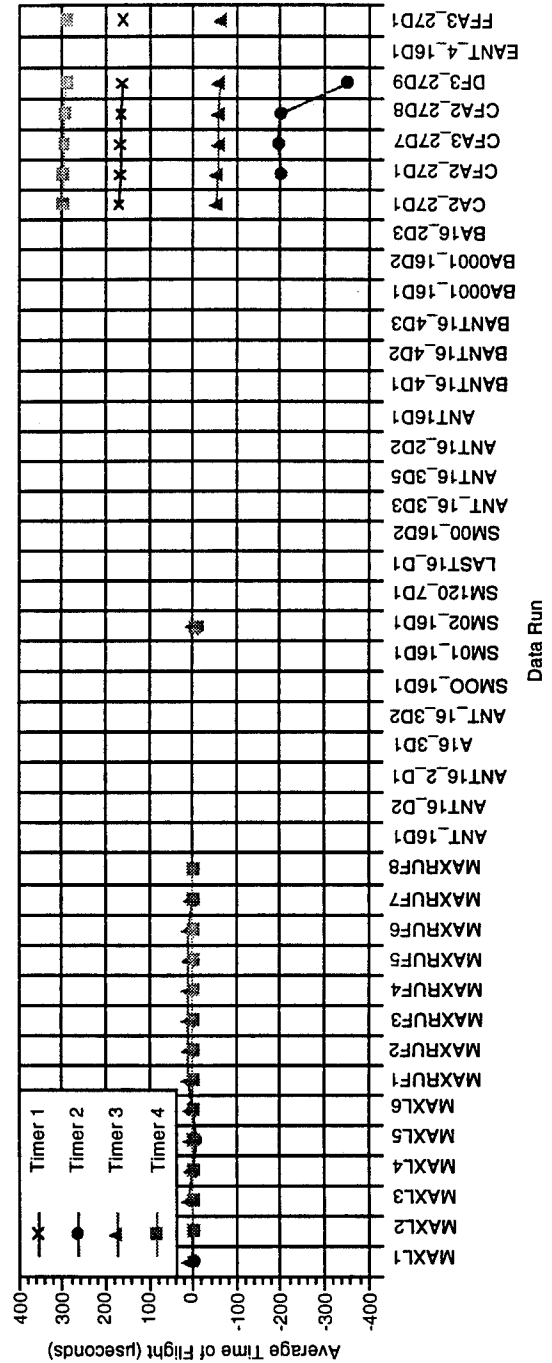 Average Time of Flight (µseconds)
400
300
200
100
0
-100
-200
-300
-400
Timer 1
Timer 2
Timer 3
Timer 4
MAXL1
MAXL2
MAXL3
MAXL4
MAXL5
MAXL6
MAXRUF1
MAXRUF2
MAXRUF3
MAXRUF4
MAXRUF5
MAXRUF6
MAXRUF7
MAXRUF8
ANT_16D1
ANT16_D2
ANT16_2_D1
A16_3D1
ANT_16_3D2
SMOO_16D1
SM01_16D1
SM02_16D1
SM120_7D1
LAST16_D1
SM00_16D2
ANT_16_3D3
ANT16_3D5
ANT16_2D2
ANT16D1
BANT16_4D1
BANT16_4D2
BANT16_4D3
BA0001_16D1
BA0001_16D2
BA16_2D3
CA2_27D1
CFA2_27D1
CFA3_27D7
CFA2_27D8
DF3_27D9
EANT_4_16D1
FFA3_27D1
Data Run